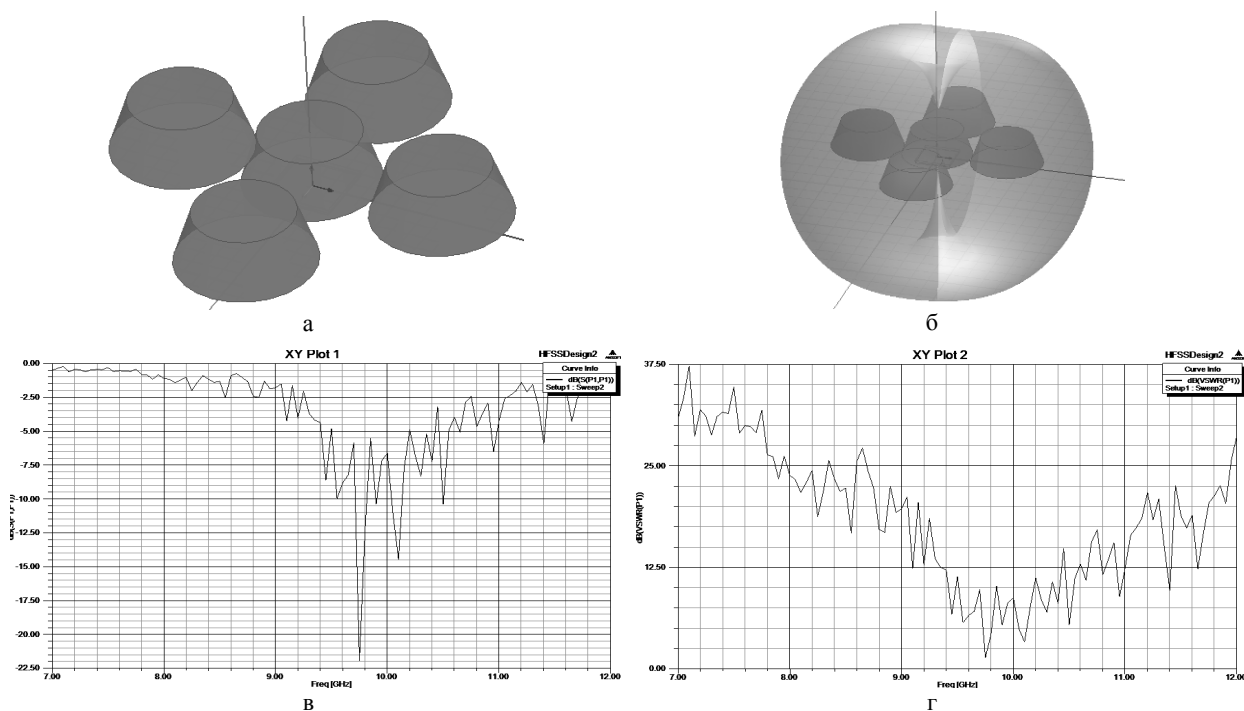 а
б
XY Plot 1
HFSSDesign2
Curve Info
dB(S(P1,P1))
Setup1 : Sweep2
0.00
-2.50
-5.00
-7.50
-10.00
-12.50
-15.00
-17.50
-20.00
-22.50
7.00
8.00
9.00
10.00
11.00
12.00
Freq [GHz]
в
XY Plot 2
HFSSDesign2
Curve Info
dB(VSWR(P1))
Setup1 : Sweep2
dB(VSWR(P1))
37.50
25.00
12.50
0.00
7.00
8.00
9.00
10.00
11.00
12.00
Freq [GHz]
г